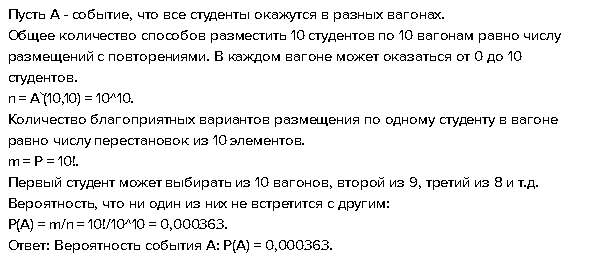 Пусть А - событие, что все студенты окажутся в разных вагонах.
Общее количество способов разместить 10 студентов по 10 вагонам равно числу
размещений с повторениями. В каждом вагоне может оказаться от 0 до 10
студентов.
n = A`(10,10) = 10^10.
Количество благоприятных вариантов размещения по одному студенту в вагоне
равно числу перестановок из 10 элементов.
m = P = 10!.
Первый студент может выбирать из 10 вагонов, второй из 9, третий из 8 и т.д.
Вероятность, что ни один из них не встретится с другим:
P(A) = m/n = 10!/10^10 = 0,000363.
Ответ: Вероятность события А: P(A) = 0,000363.